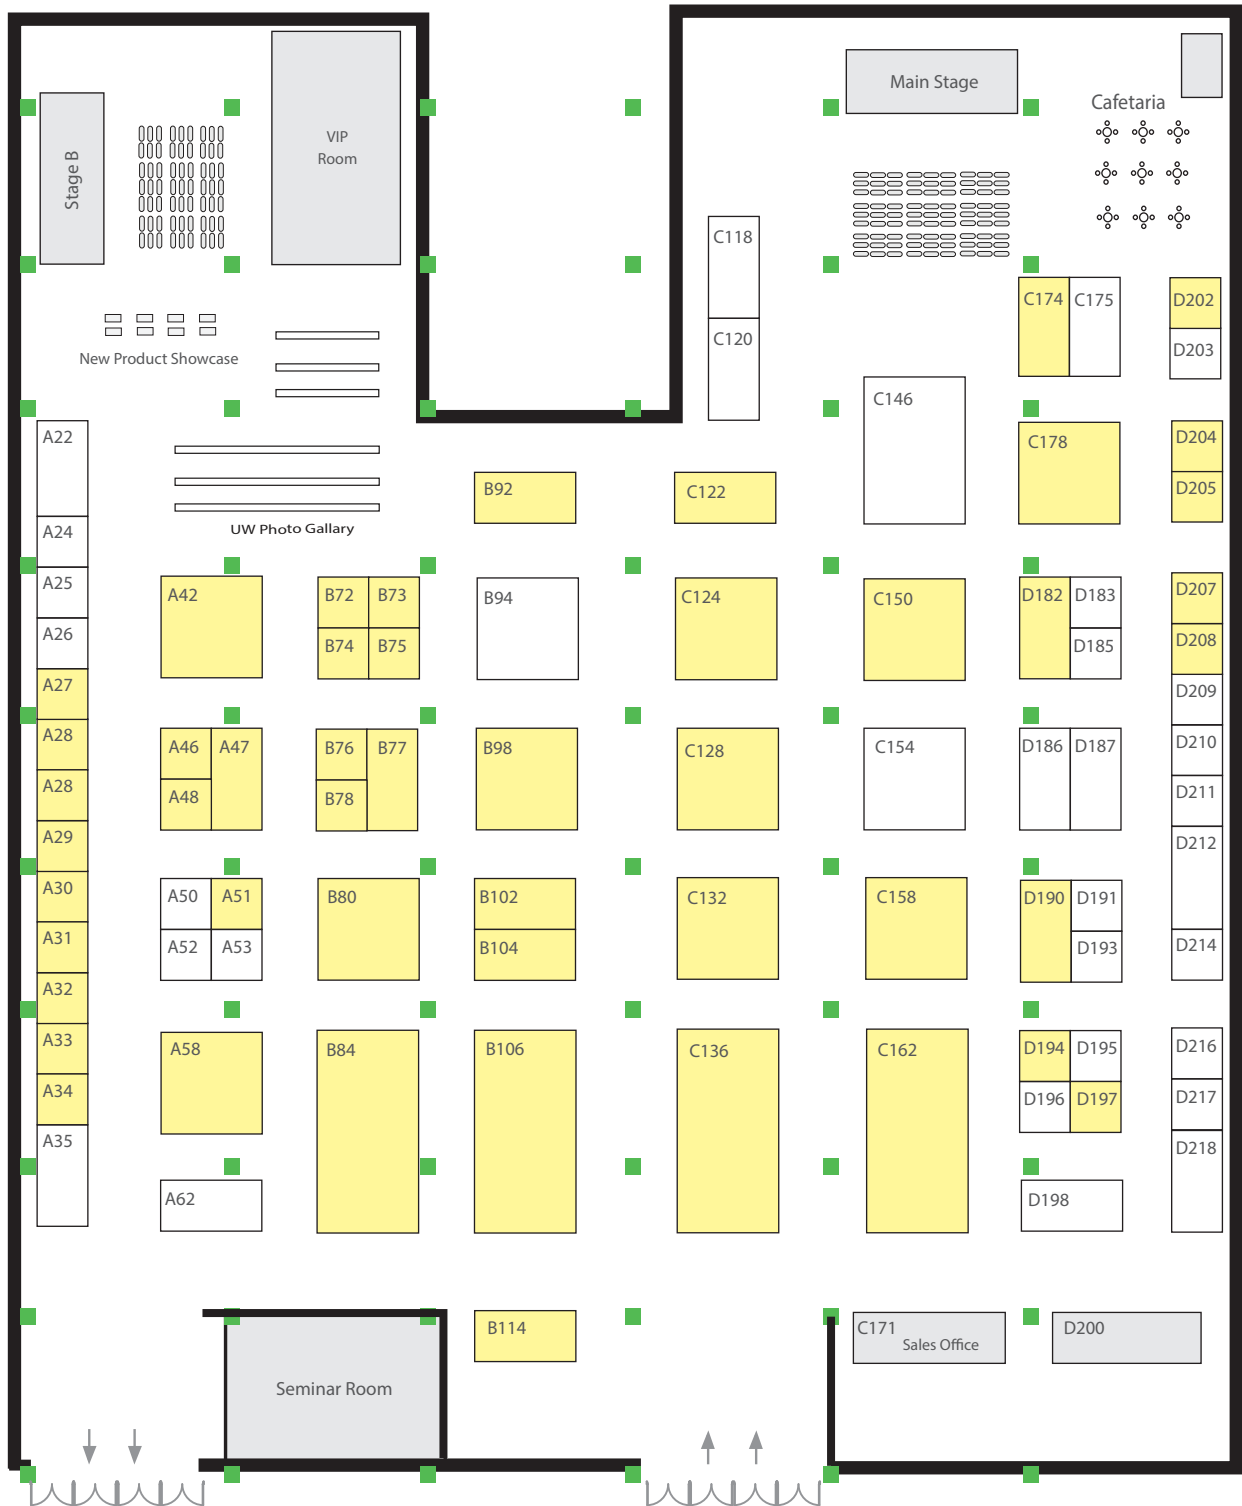 Main Stage
Cafetaria
VIP
Room
Stage B
C118
C174
C175
D202
C120
D203
New Product Showcase
C146
A22
C178
D204
B92
C122
D205
A24
UW Photo Gallary
A25
A42
B72
B73
B94
C124
C150
D182
D183
D207
A26
B74
B75
D185
D208
A27
D209
A28
A46
A47
B76
B77
B98
C128
C154
D186
D187
D210
A28
A48
B78
D211
A29
D212
A30
A50
A51
B80
B102
C132
C158
D190
D191
A31
A52
A53
B104
D193
D214
A32
A33
A58
B84
B106
C136
C162
D194
D195
D216
A34
D196
D197
D217
A35
D218
A62
D198
B114
C171
Sales Office
D200
Seminar Room